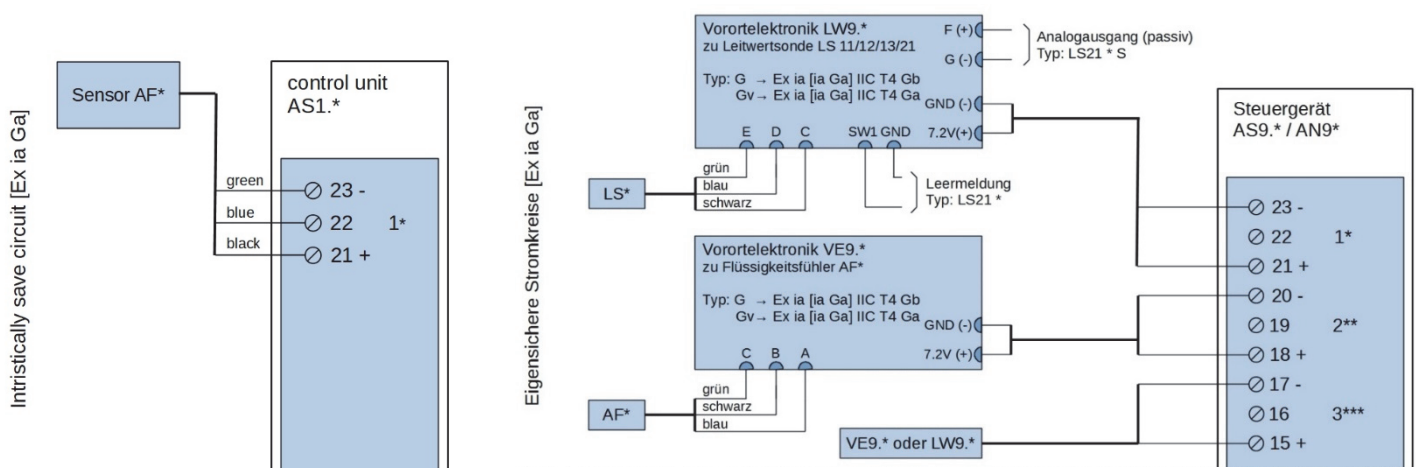 Intristically save circuit [Ex ia Ga]
Sensor AF*
control unit
AS1.*
green
23 -
blue
22 1*
black
21 +
Eigensichere Stromkreise [Ex ia Ga]
Vorortelektronik LW9.*
zu Leitwertsonde LS 11/12/13/21
Typ: G → Ex ia [ia Ga] IIC T4 Gb
Gv→ Ex ia [ia Ga] IIC T4 Ga
F (+)
G (-)
GND (-)
7.2V(+)
E D C SW1 GND
Analogausgang (passiv)
Typ: LS21 * S
LS*
grün
blau
schwarz
Leermeldung
Typ: LS21 *
Vorortelektronik VE9.*
zu Flüssigkeitsfühler AF*
Typ: G → Ex ia [ia Ga] IIC T4 Gb
Gv→ Ex ia [ia Ga] IIC T4 Ga
GND (-)
7.2V (+)
C B A
AF*
grün
schwarz
blau
VE9.* oder LW9.*
Steuergerät
AS9.* / AN9*
23 -
22 1*
21 +
20 -
19 2**
18 +
17 -
16 3***
15 +